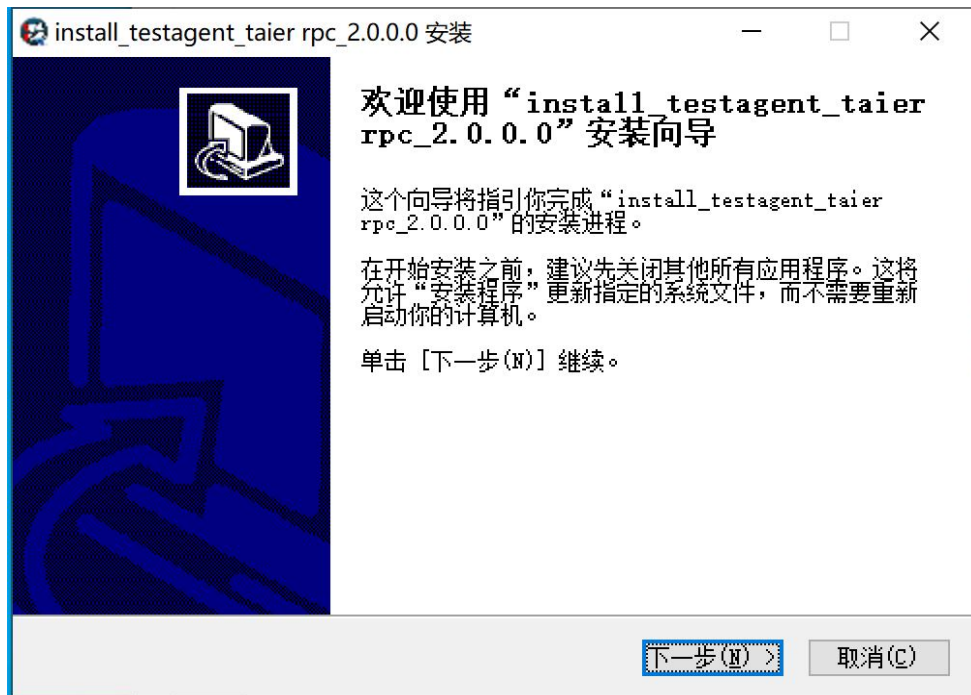 install_testagent_taier rpc_2.0.0.0 安装
欢迎使用“install_testagent_taier
rpc_2.0.0.0”安装向导
这个向导将指引你完成“install_testagent_taier
rpc_2.0.0.0”的安装进程。
在开始安装之前，建议先关闭其他所有应用程序。这将
允许“安装程序”更新指定的系统文件，而不需要重新
启动你的计算机。
单击 [下一步(N)] 继续。
下一步(N) >
取消(C)